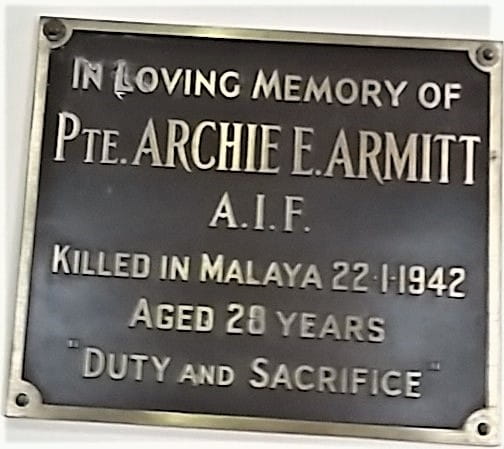 IN LOVING MEMORY OF
PTE. ARCHIE E. ARMITT
A.I.F.
KILLED IN MALAYA 22·1·1942
AGED 28 YEARS
"DUTY AND SACRIFICE"